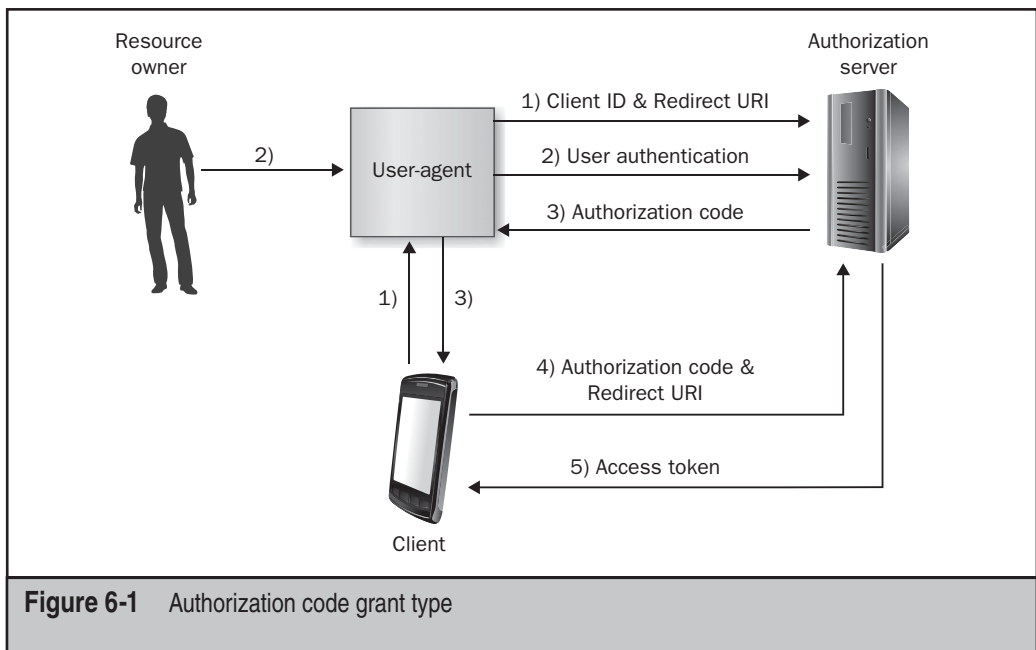 Resource
owner
Authorization
server
1) Client ID & Redirect URI
2)
User-agent
2) User authentication
3) Authorization code
1)
3)
4) Authorization code &
Redirect URI
5) Access token
Client
Figure 6-1 Authorization code grant type